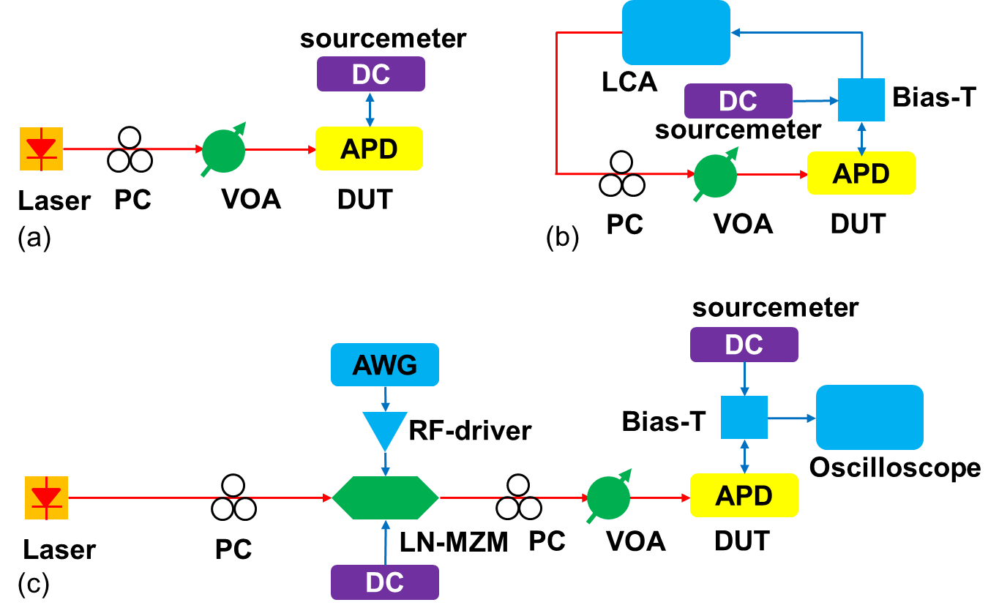 sourcemeter
DC
APD
Laser
PC
VOA
DUT
(a)
LCA
DC
sourcemeter
Bias-T
APD
PC
VOA
DUT
(b)
sourcemeter
DC
AWG
Bias-T
RF-driver
Oscilloscope
APD
Laser
PC
LN-MZM
PC
VOA
DUT
DC
(c)